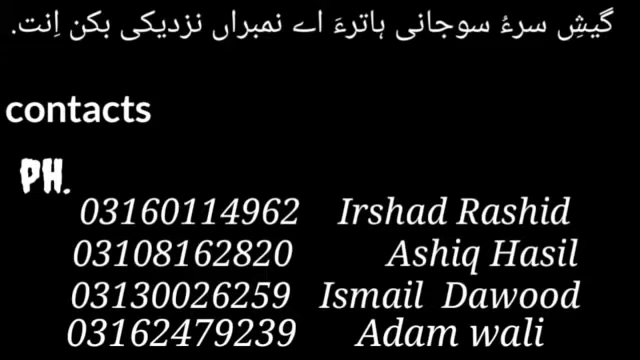 گیشِ سرءُ سوجانی ہاترءَ اے نمبراں نزدیکی بکن اِنت.
contacts
PH.
03160114962 Irshad Rashid
03108162820 Ashiq Hasil
03130026259 Ismail Dawood
03162479239 Adam wali